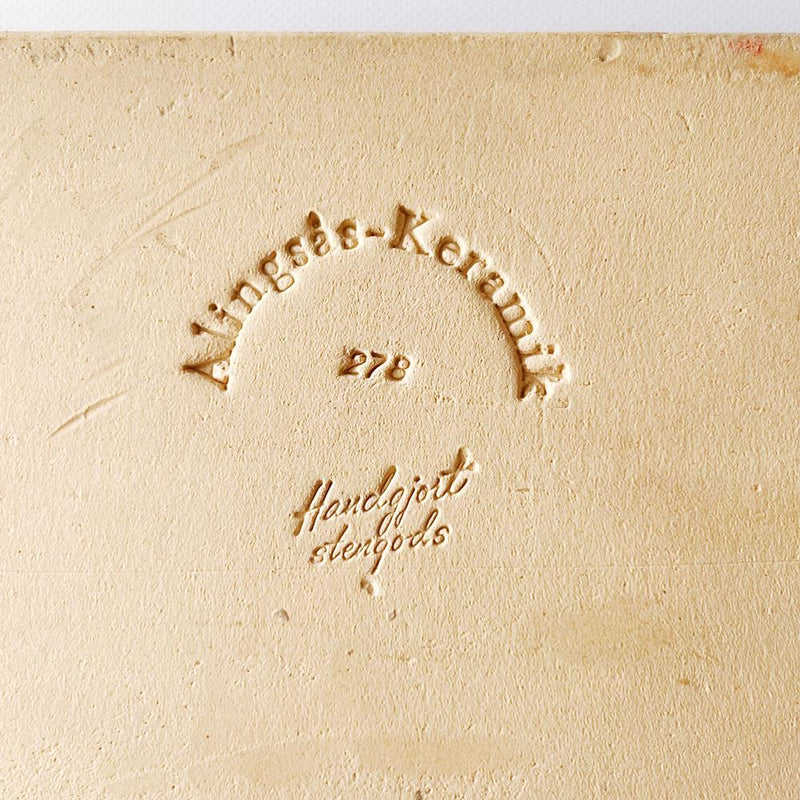 Alingsås-Keramik
278
Handgjort
stengods